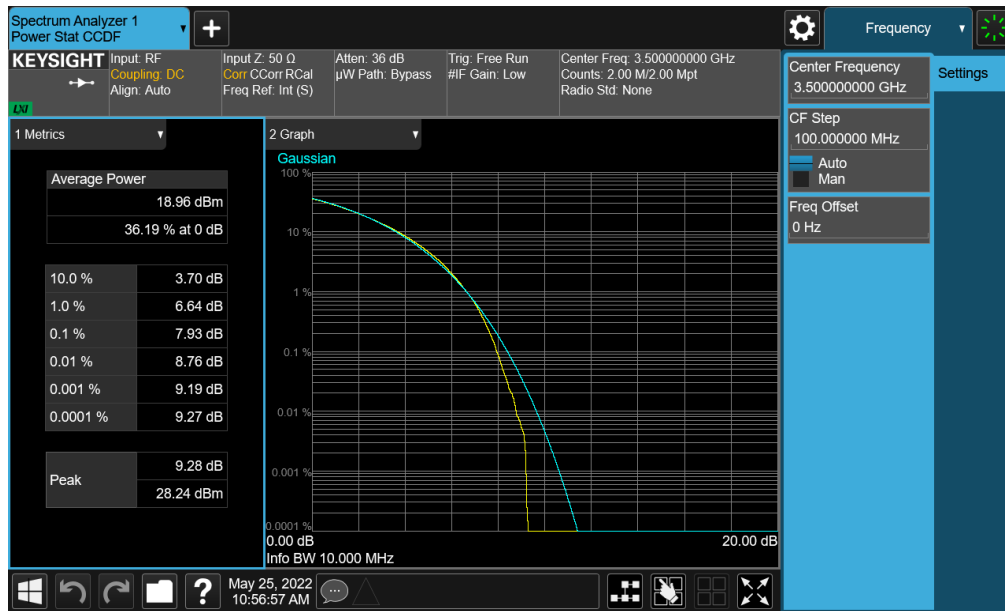 Spectrum Analyzer 1
Power Stat CCDF
+
Frequency
KEYSIGHT
LXI
Input: RF
Coupling: DC
Align: Auto
Input Z: 50 Ω
Corr CCorr RCal
Freq Ref: Int (S)
Atten: 36 dB
µW Path: Bypass
Trig: Free Run
#IF Gain: Low
Center Freq: 3.500000000 GHz
Counts: 2.00 M/2.00 Mpt
Radio Std: None
Center Frequency
3.500000000 GHz
Settings
CF Step
100.000000 MHz
Auto
Man
Freq Offset
0 Hz
1 Metrics
Average Power
18.96 dBm
36.19 % at 0 dB
10.0 % 3.70 dB
1.0 % 6.64 dB
0.1 % 7.93 dB
0.01 % 8.76 dB
0.001 % 9.19 dB
0.0001 % 9.27 dB
Peak
9.28 dB
28.24 dBm
2 Graph
Gaussian
100 %
10 %
1 %
0.1 %
0.01 %
0.001 %
0.0001 %
0.00 dB 20.00 dB
Info BW 10.000 MHz
?
May 25, 2022
10:56:57 AM